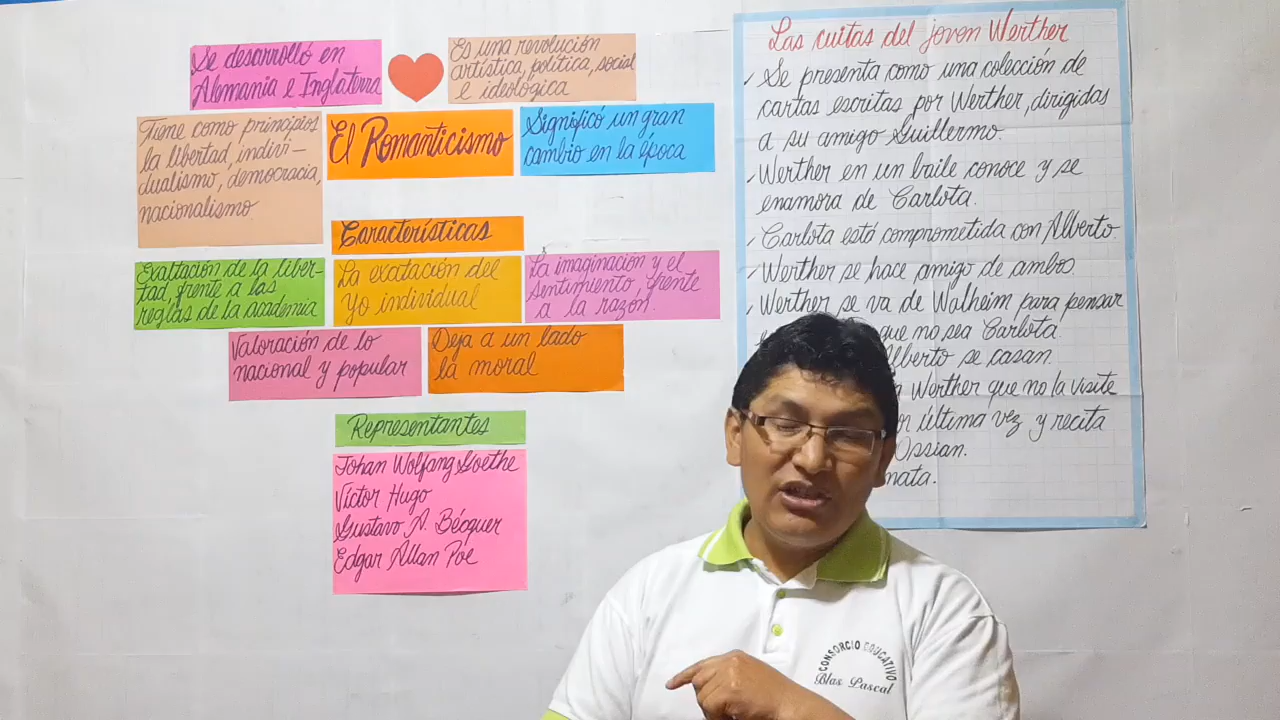 Se desarrolló en
Alemania e Inglaterra
Es una revolución
artística, política, social
e ideológica
Tiene como principios
la libertad, indivi-
dualismo, democracia,
nacionalismo.
El Romanticismo
Significó un gran
cambio en la época
Características
Exaltación de la liber-
tad, frente a las
reglas de la academia
La exaltación del
yo individual
La imaginación y el
sentimiento, frente
a la razón.
Valoración de lo
nacional y popular
Deja a un lado
la moral
Representantes
Johan Wolfang Goethe
Víctor Hugo
Gustavo A. Bécquer
Edgar Allan Poe
Las cuitas del joven Werther
✓ Se presenta como una colección de
cartas escritas por Werther, dirigidas
a su amigo Guillermo.
✓ Werther en un baile conoce y se
enamora de Carlota.
✓ Carlota está comprometida con Alberto
✓ Werther se hace amigo de ambos
✓ Werther se va de Walheim para pensar
que no sea Carlota.
Alberto se casan.
Werther que no la visite
última vez y recita
Ossian.
mata.
CONSORCIO EDUCATIVO
Blas Pascal